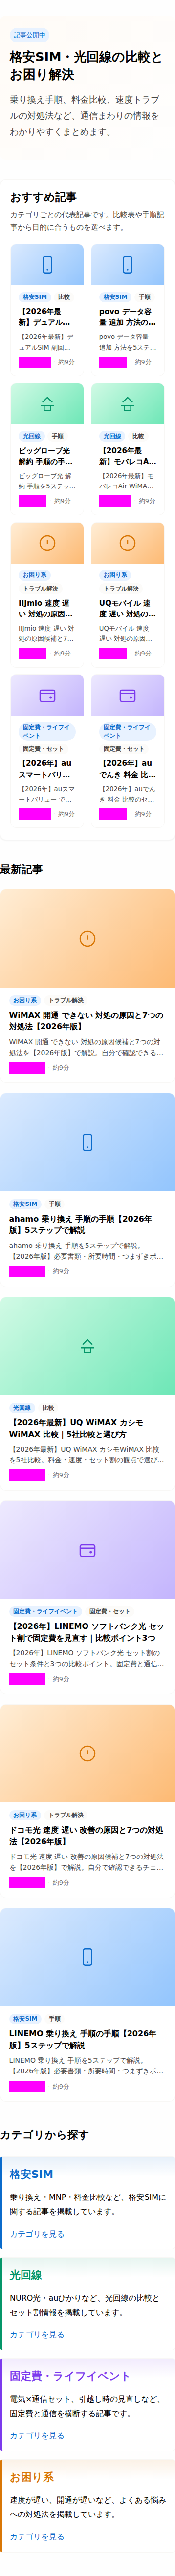 記事公開中
格安SIM・光回線の比較と
お困り解決
乗り換え手順、料金比較、速度トラブ
ルの対処法など、通信まわりの情報を
わかりやすくまとめます。
おすすめ記事
カテゴリごとの代表記事です。比較表や手順記
事から目的に合うものを選べます。
格安SIM 比較
【2026年最
新】デュアル…
【2026年最新】デ
ュアルSIM 副回…
約9分
格安SIM 手順
povo データ容
量 追加 方法の…
povo データ容量
追加 方法を5ステ…
約9分
光回線 手順
ビッグローブ光
解約 手順の手…
ビッグローブ光 解
約 手順を5ステッ…
約9分
光回線 比較
【2026年最
新】モバレコA…
【2026年最新】モ
バレコAir WiMA…
約9分
お困り系
トラブル解決
IIJmio 速度 遅
い 対処の原因…
IIJmio 速度 遅い 対
処の原因候補と7…
約9分
お困り系
トラブル解決
UQモバイル 速
度 遅い 対処の…
UQモバイル 速度
遅い 対処の原因…
約9分
固定費・ライフイ
ベント
固定費・セット
【2026年】au
スマートバリ…
【2026年】auスマ
ートバリュー で…
約9分
固定費・ライフイ
ベント
固定費・セット
【2026年】au
でんき 料金 比…
【2026年】auでん
き 料金 比較のセ…
約9分
最新記事
お困り系 トラブル解決
WiMAX 開通 できない 対処の原因と7つの
対処法【2026年版】
WiMAX 開通 できない 対処の原因候補と7つの対
処法を【2026年版】で解説。自分で確認できる…
約9分
格安SIM 手順
ahamo 乗り換え 手順の手順【2026年
版】5ステップで解説
ahamo 乗り換え 手順を5ステップで解説。
【2026年版】必要書類・所要時間・つまずきポ…
約9分
光回線 比較
【2026年最新】UQ WiMAX カシモ
WiMAX 比較｜5社比較と選び方
【2026年最新】UQ WiMAX カシモWiMAX 比較
を5社比較。料金・速度・セット割の観点で選び…
約9分
固定費・ライフイベント 固定費・セット
【2026年】LINEMO ソフトバンク光 セッ
ト割で固定費を見直す｜比較ポイント3つ
【2026年】LINEMO ソフトバンク光 セット割の
セット条件と3つの比較ポイント。固定費と通信…
約9分
お困り系 トラブル解決
ドコモ光 速度 遅い 改善の原因と7つの対処
法【2026年版】
ドコモ光 速度 遅い 改善の原因候補と7つの対処法
を【2026年版】で解説。自分で確認できるチェ…
約9分
格安SIM 手順
LINEMO 乗り換え 手順の手順【2026年
版】5ステップで解説
LINEMO 乗り換え 手順を5ステップで解説。
【2026年版】必要書類・所要時間・つまずきポ…
約9分
カテゴリから探す
格安SIM
乗り換え・MNP・料金比較など、格安SIMに
関する記事を掲載しています。
カテゴリを見る
光回線
NURO光・auひかりなど、光回線の比較と
セット割情報を掲載しています。
カテゴリを見る
固定費・ライフイベント
電気×通信セット、引越し時の見直しなど、
固定費と通信を横断する記事です。
カテゴリを見る
お困り系
速度が遅い、開通が遅いなど、よくある悩み
への対処法を掲載しています。
カテゴリを見る